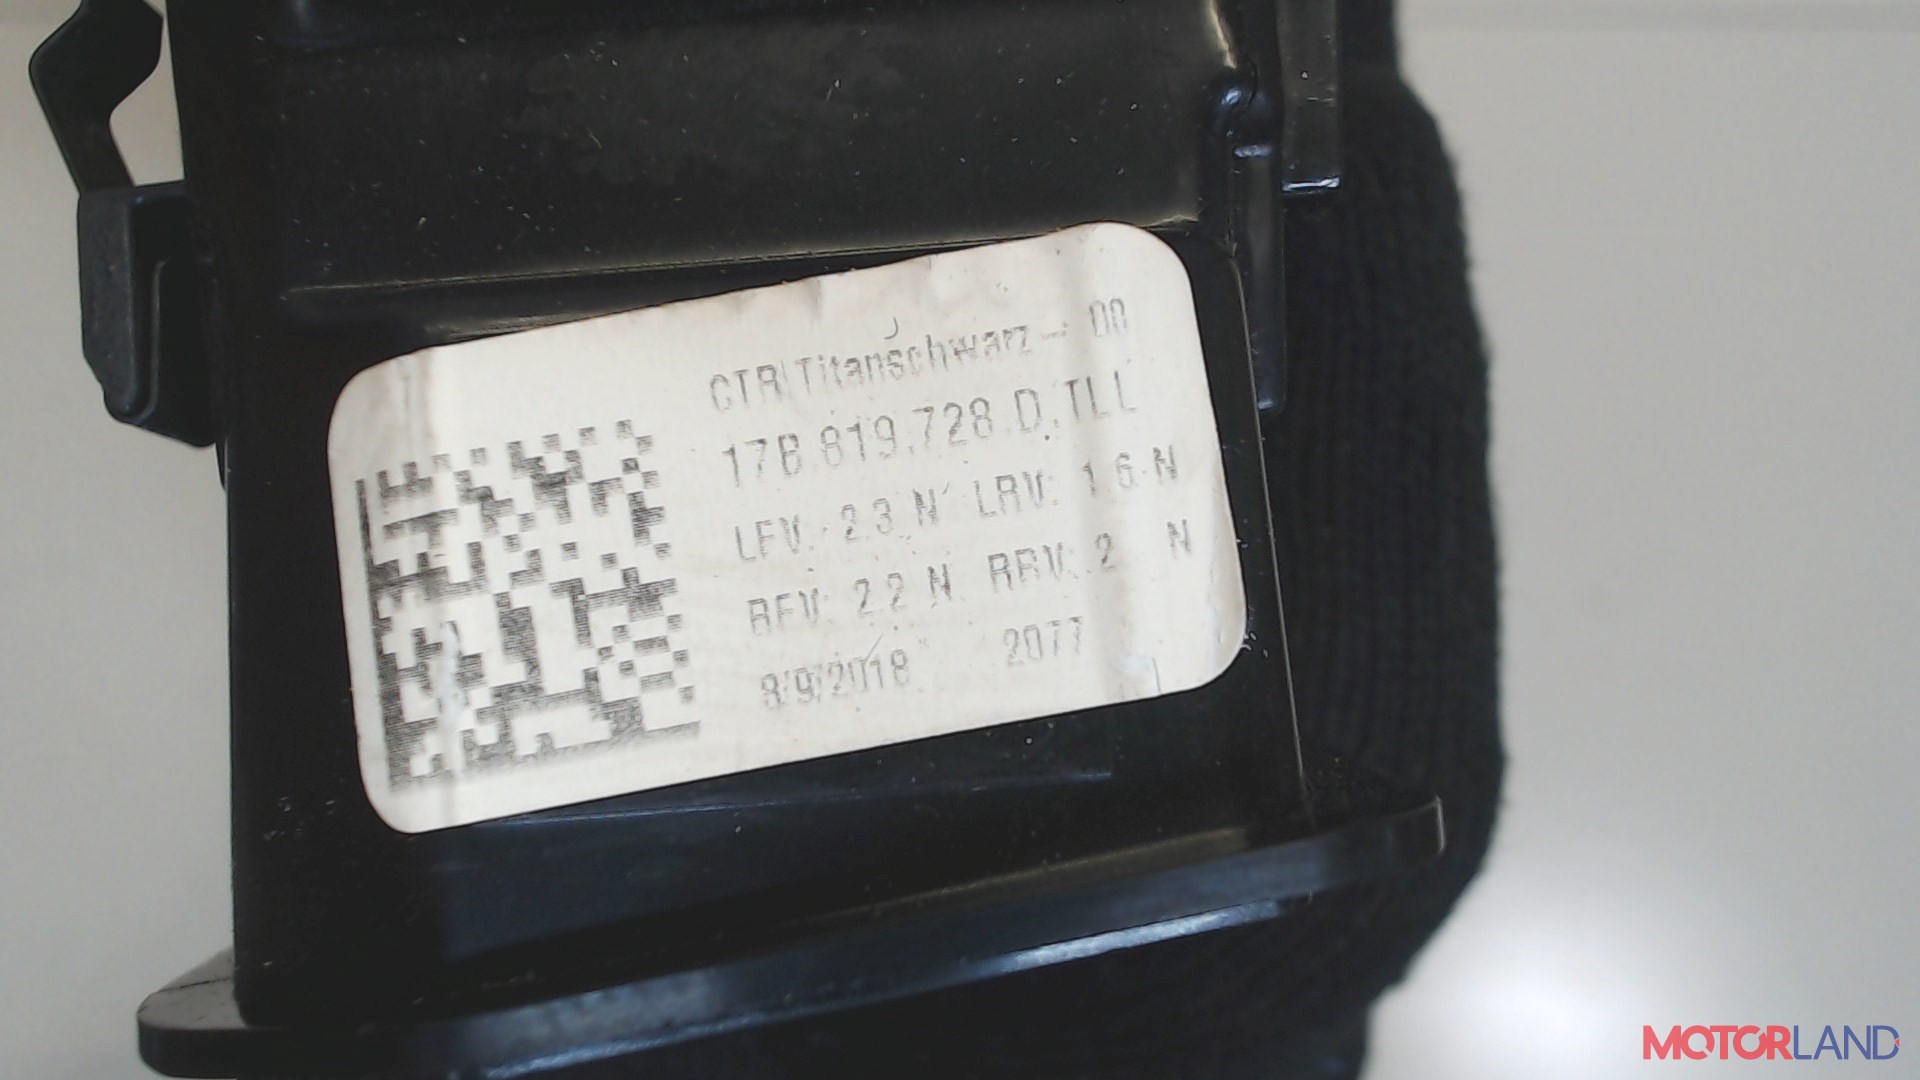 CTR Titanschwarz - 00
17B.819.728.D.TLL
LFV: 2.3 N LRV: 1.6 N
RFV: 2.2 N RRV: 2 N
8/9/2018 2077
MOTORLAND